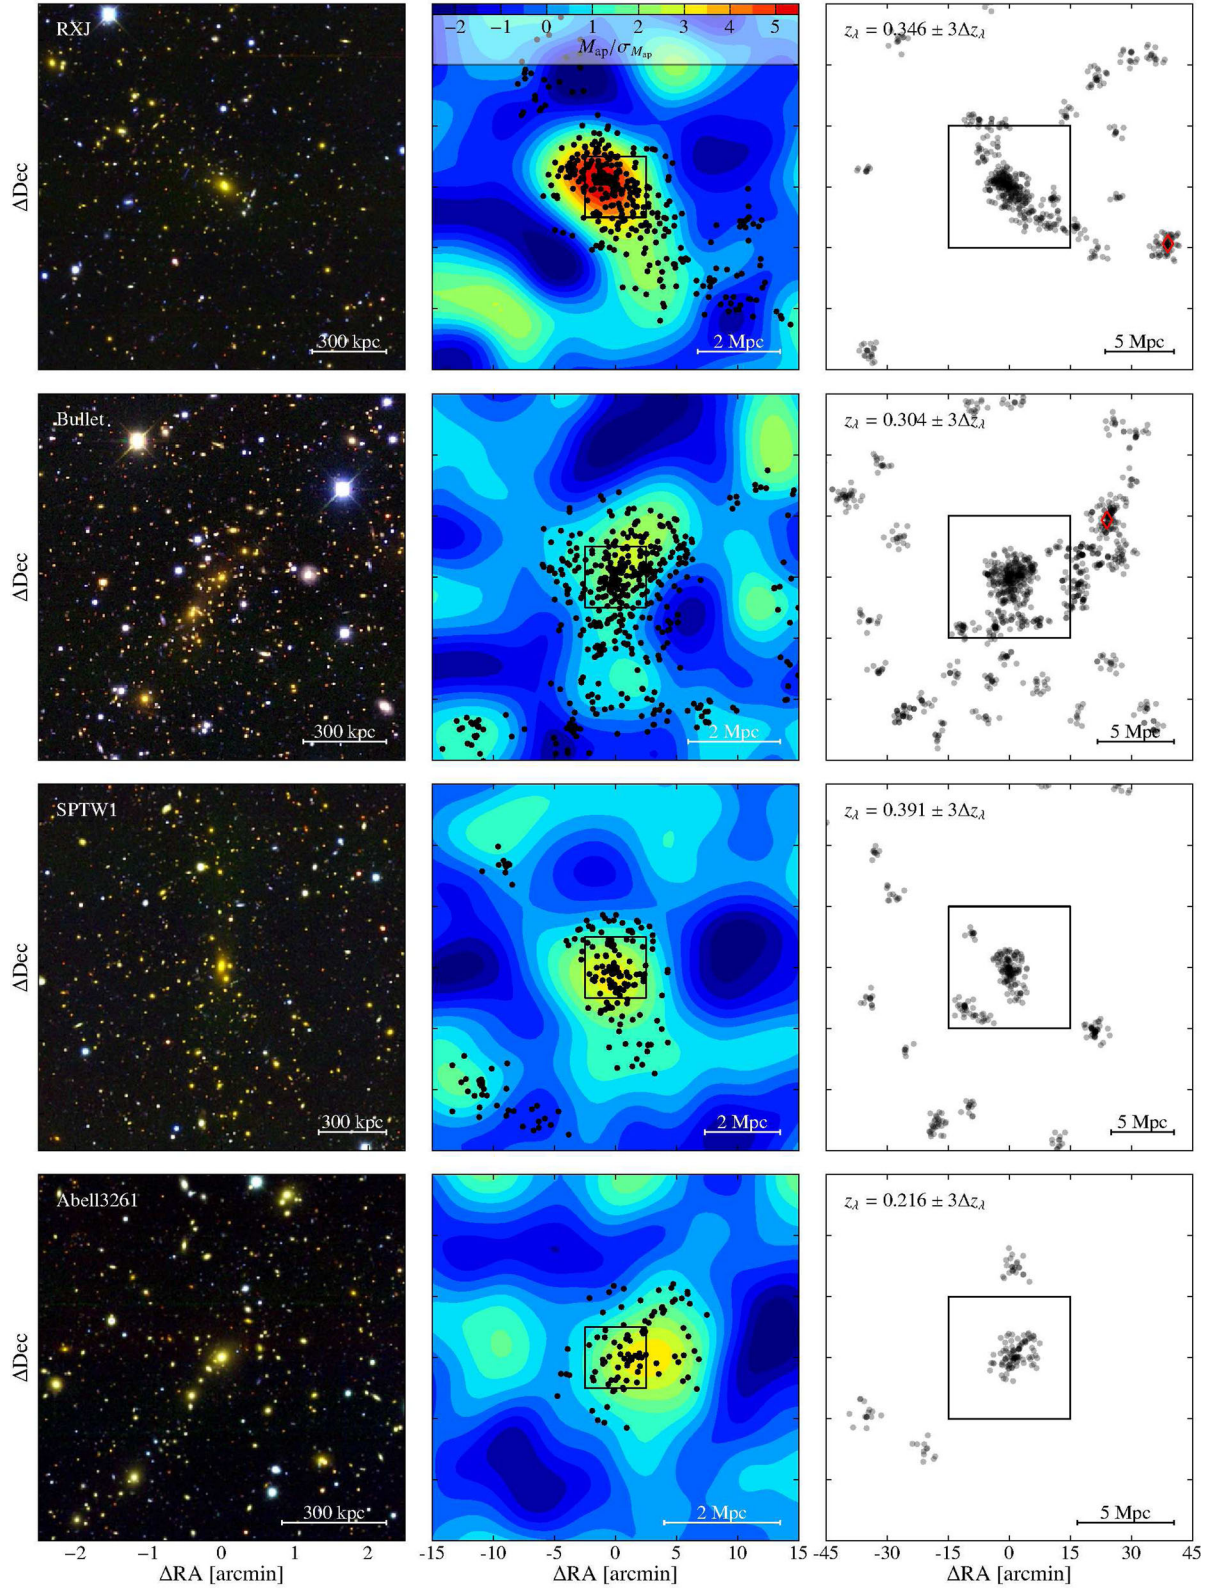 RXJ
−2 −1 0 1 2 3 4 5
M_ap/σ_M_ap
z_λ = 0.346 ± 3Δz_λ
ΔDec
300 kpc
2 Mpc
5 Mpc
Bullet
z_λ = 0.304 ± 3Δz_λ
ΔDec
300 kpc
2 Mpc
5 Mpc
SPTW1
z_λ = 0.391 ± 3Δz_λ
ΔDec
300 kpc
2 Mpc
5 Mpc
Abell3261
z_λ = 0.216 ± 3Δz_λ
ΔDec
300 kpc
2 Mpc
5 Mpc
−2 −1 0 1 2
-15 -10 -5 0 5 10 15
-45 -30 -15 0 15 30 45
ΔRA [arcmin]
ΔRA [arcmin]
ΔRA [arcmin]